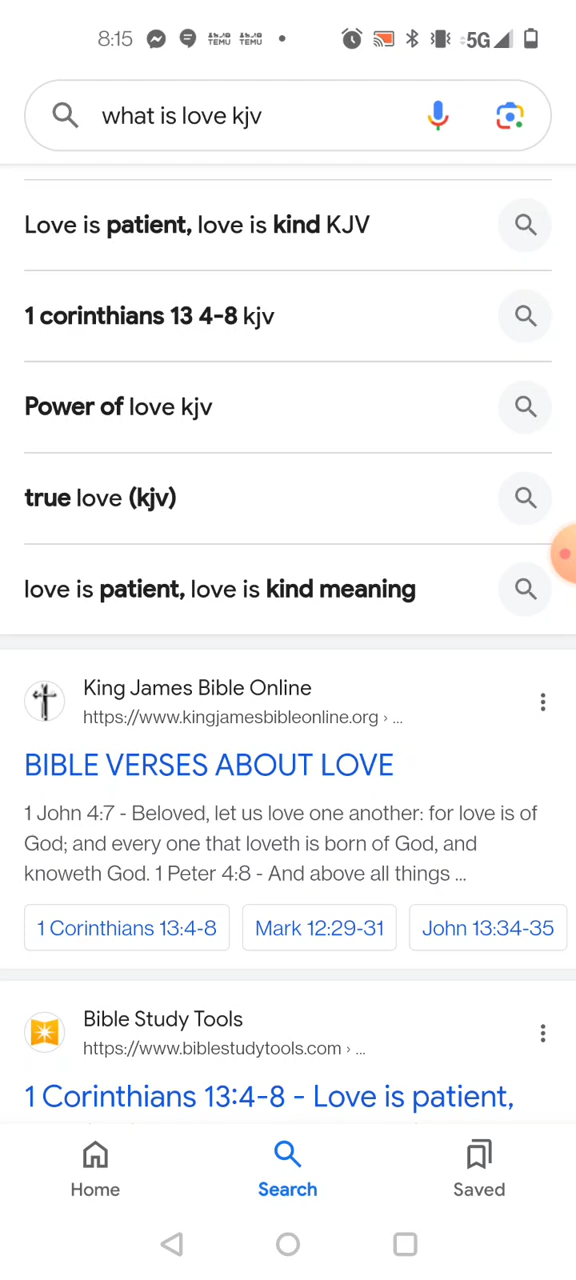 8:15 TEMU TEMU 5G
what is love kjv
Love is patient, love is kind KJV
1 corinthians 13 4-8 kjv
Power of love kjv
true love (kjv)
love is patient, love is kind meaning
King James Bible Online
https://www.kingjamesbibleonline.org › ...
BIBLE VERSES ABOUT LOVE
1 John 4:7 - Beloved, let us love one another: for love is of
God; and every one that loveth is born of God, and
knoweth God. 1 Peter 4:8 - And above all things ...
1 Corinthians 13:4-8 Mark 12:29-31 John 13:34-35
Bible Study Tools
https://www.biblestudytools.com › ...
1 Corinthians 13:4-8 - Love is patient,
Home Search Saved